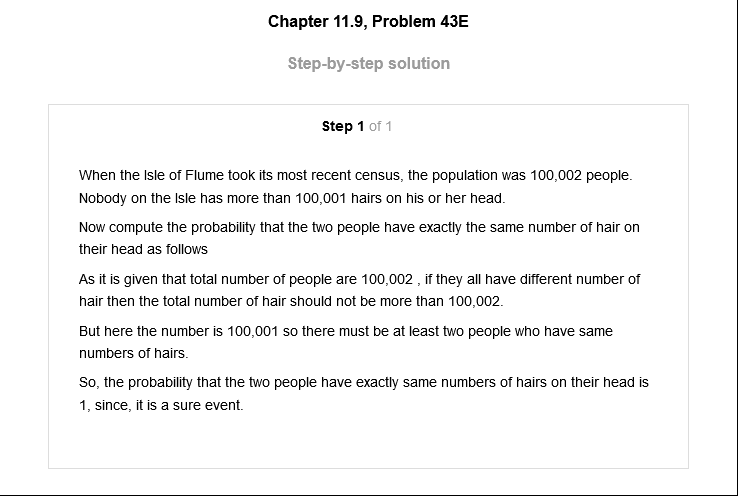 Chapter 11.9, Problem 43E
Step-by-step solution
Step 1 of 1
When the Isle of Flume took its most recent census, the population was 100,002 people.
Nobody on the Isle has more than 100,001 hairs on his or her head.
Now compute the probability that the two people have exactly the same number of hair on
their head as follows
As it is given that total number of people are 100,002 , if they all have different number of
hair then the total number of hair should not be more than 100,002.
But here the number is 100,001 so there must be at least two people who have same
numbers of hairs.
So, the probability that the two people have exactly same numbers of hairs on their head is
1, since, it is a sure event.